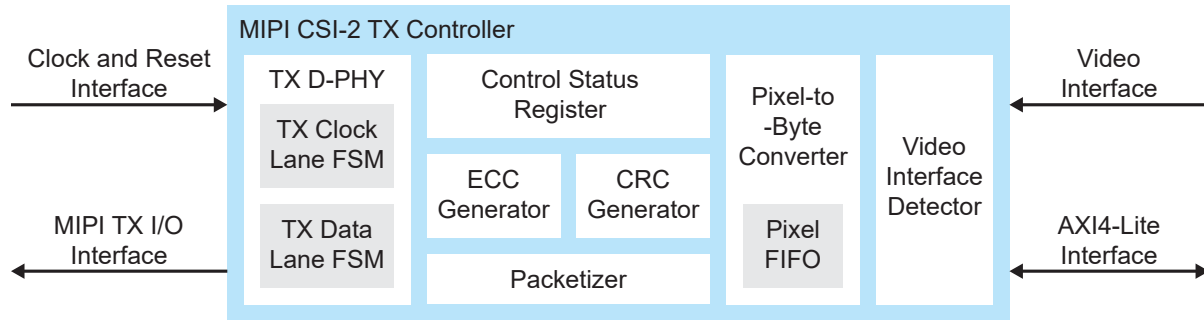 MIPI CSI-2 TX Controller
Clock and Reset
Interface
MIPI TX I/O
Interface
TX D-PHY
TX Clock
Lane FSM
TX Data
Lane FSM
Control Status
Register
ECC
Generator
CRC
Generator
Packetizer
Pixel-to
-Byte
Converter
Pixel
FIFO
Video
Interface
Detector
Video
Interface
AXI4-Lite
Interface